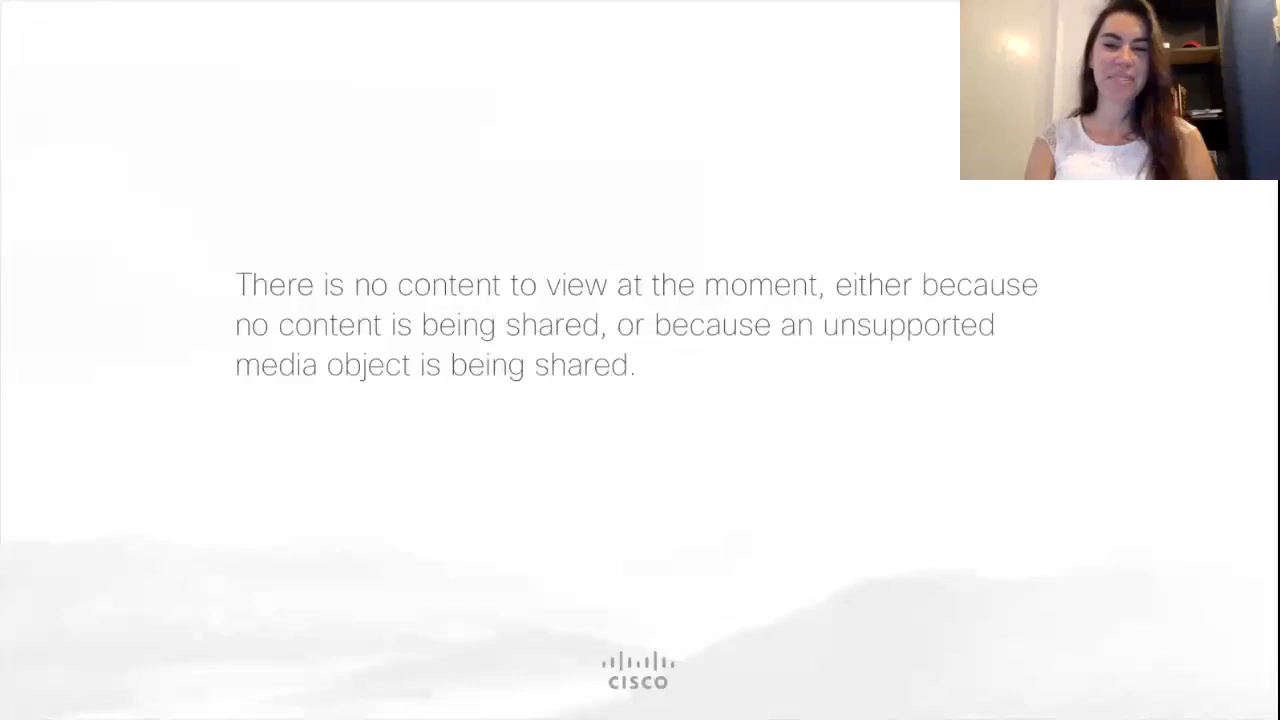 There is no content to view at the moment, either because
no content is being shared, or because an unsupported
media object is being shared.
CISCO